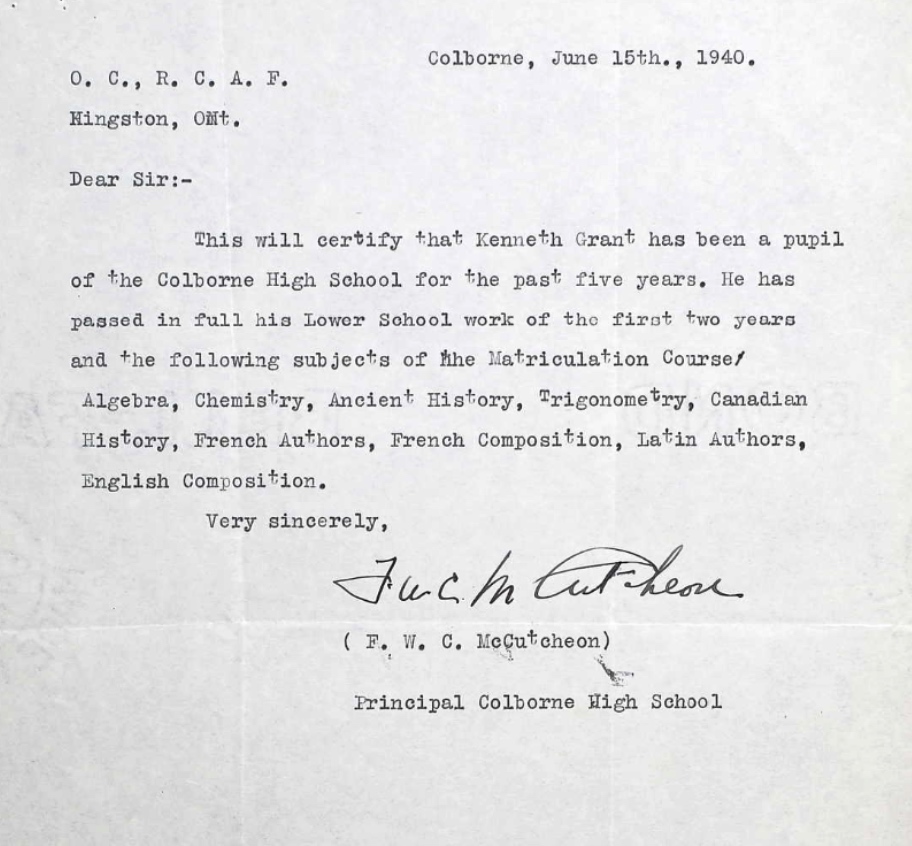 Colborne, June 15th., 1940.
O. C., R. C. A. F.
Kingston, Ont.
Dear Sir:-
This will certify that Kenneth Grant has been a pupil
of the Colborne High School for the past five years. He has
passed in full his Lower School work of the first two years
and the following subjects of the Matriculation Course/
Algebra, Chemistry, Ancient History, Trigonometry, Canadian
History, French Authors, French Composition, Latin Authors,
English Composition.
Very sincerely,
F W C. McCutcheon
( F. W. C. McCutcheon)
Principal Colborne High School